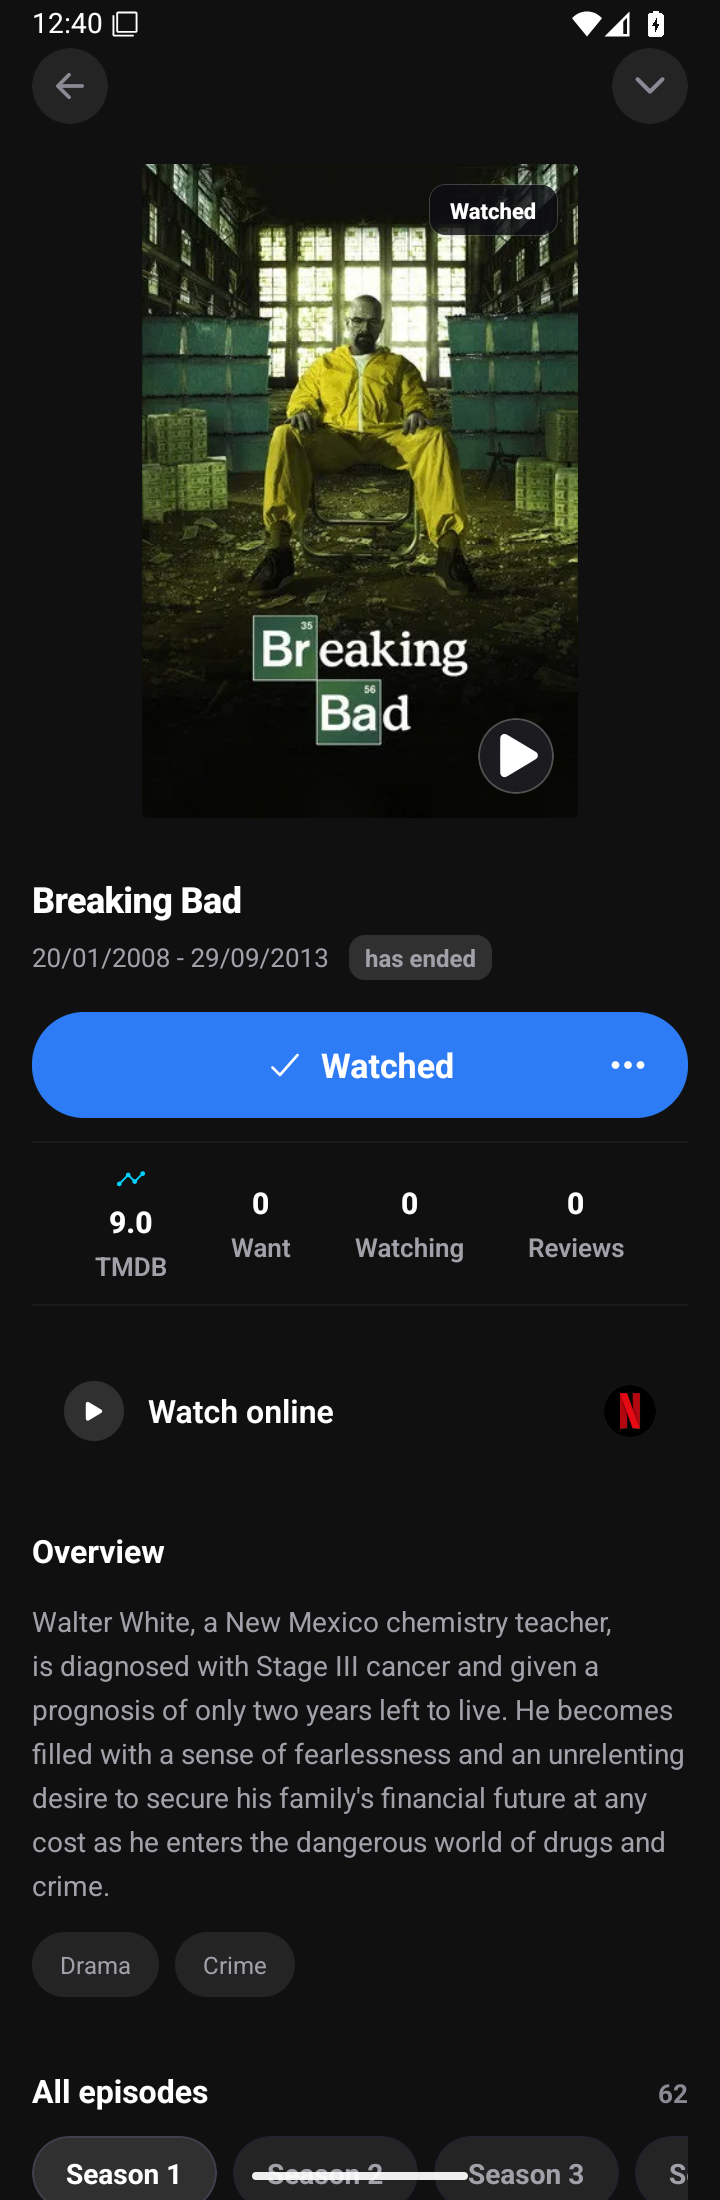 12:40
Watched
35
Breaking
56
Bad
Breaking Bad
20/01/2008 - 29/09/2013 has ended
Watched
9.0 0 0 0
TMDB Want Watching Reviews
Watch online N
Overview
Walter White, a New Mexico chemistry teacher,
is diagnosed with Stage III cancer and given a
prognosis of only two years left to live. He becomes
filled with a sense of fearlessness and an unrelenting
desire to secure his family's financial future at any
cost as he enters the dangerous world of drugs and
crime.
Drama Crime
All episodes 62
Season 1 Season 2 Season 3